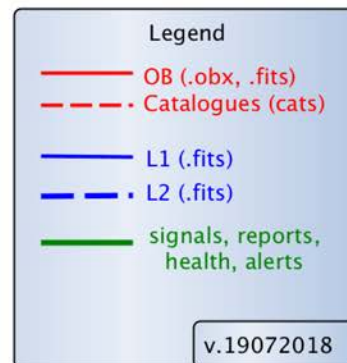 Legend
OB (.obx, .fits)
Catalogues (cats)
L1 (.fits)
L2 (.fits)
signals, reports,
health, alerts
v.19072018